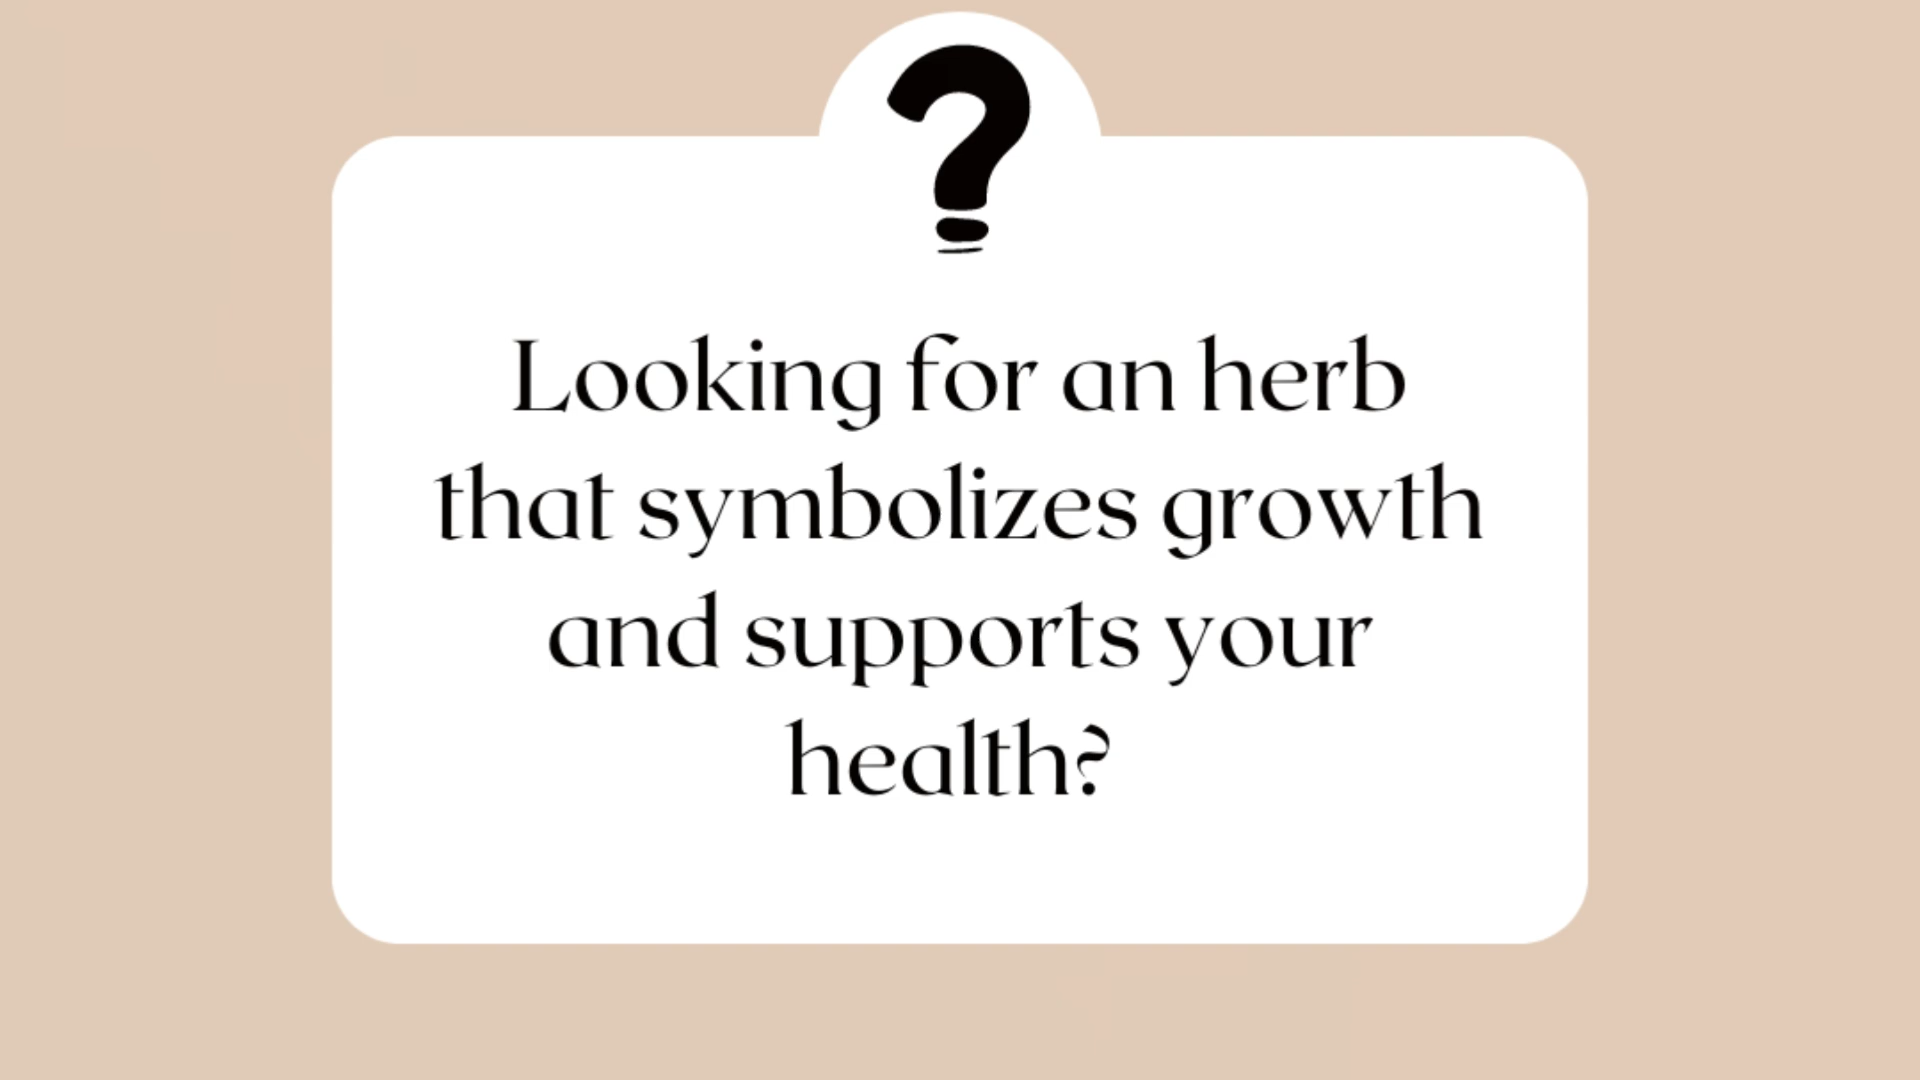 ?
Looking for an herb
that symbolizes growth
and supports your
health?